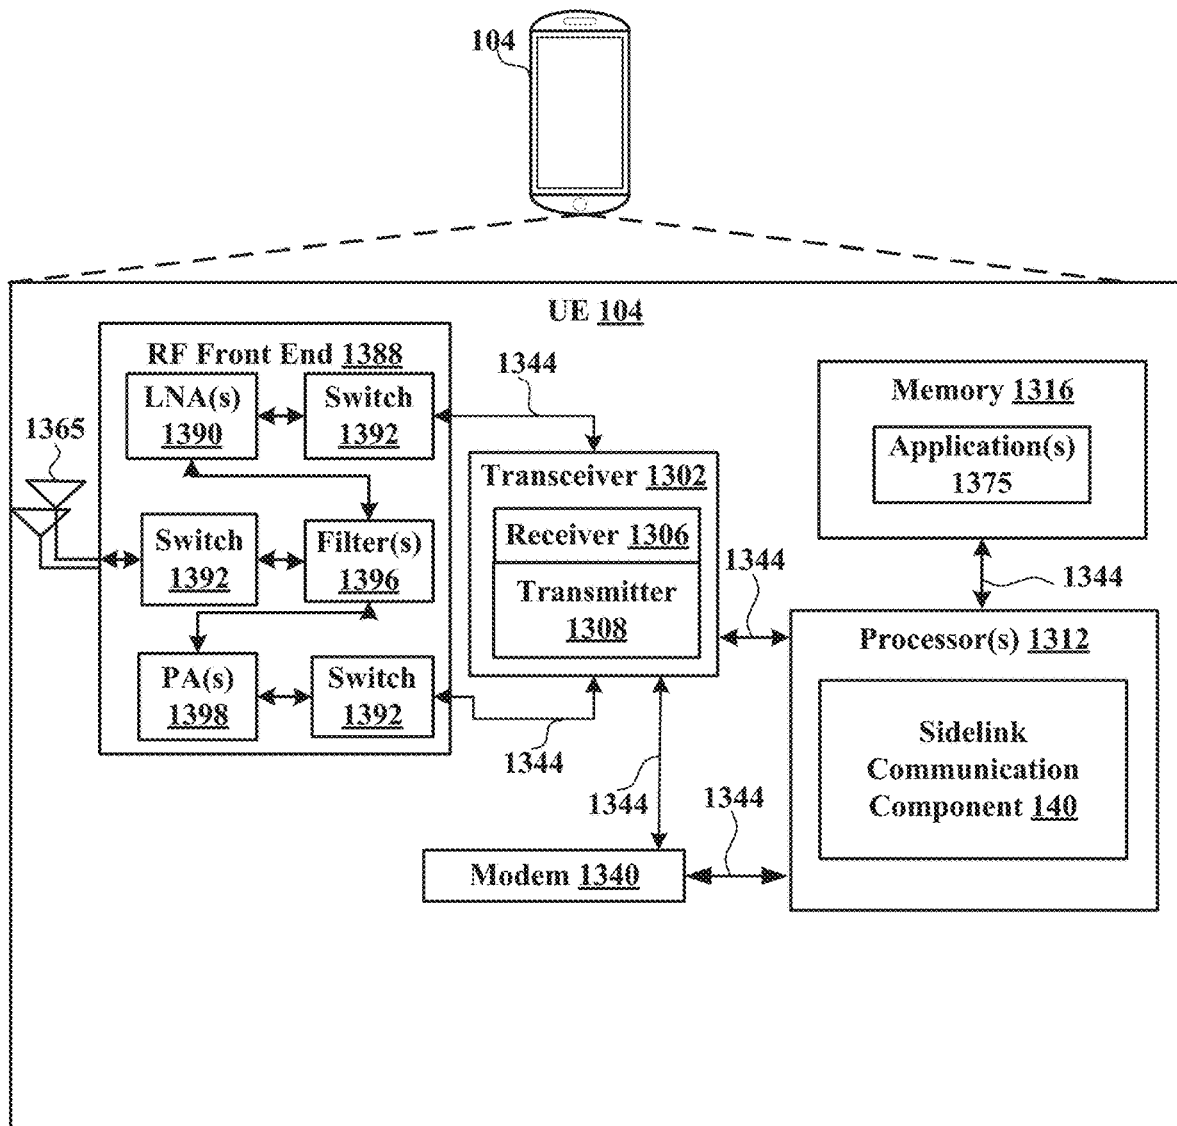 104
UE 104
RF Front End 1388
LNA(s)
1390
Switch
1392
1344
1365
Switch
1392
Filter(s)
1396
PA(s)
1398
Switch
1392
1344
Transceiver 1302
Receiver 1306
Transmitter
1308
1344
1344
Modem 1340
1344
Memory 1316
Application(s)
1375
1344
Processor(s) 1312
Sidelink
Communication
Component 140